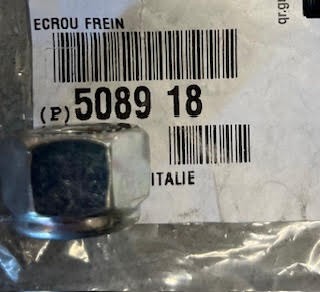 ECROU FREIN
(P) 5089 18
ITALIE